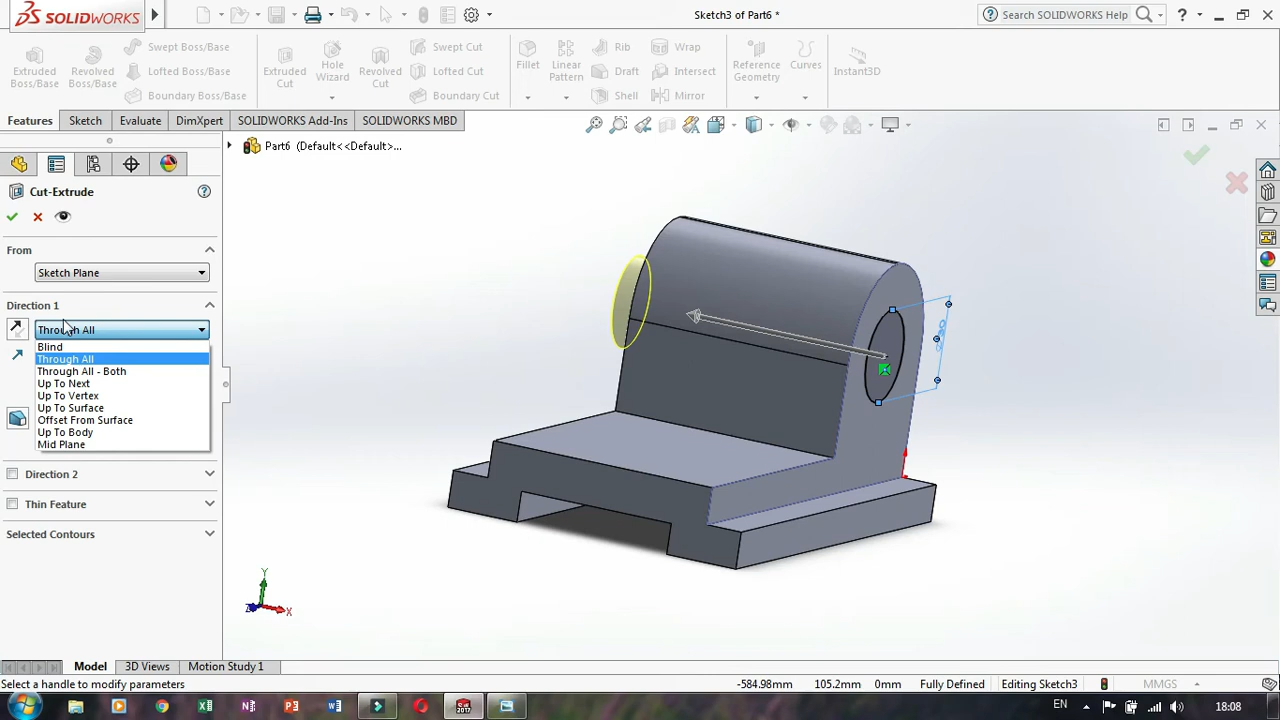 SOLIDWORKS
Sketch3 of Part6 *
Search SOLIDWORKS Help
Extruded Boss/Base
Revolved Boss/Base
Swept Boss/Base
Lofted Boss/Base
Boundary Boss/Base
Extruded Cut
Hole Wizard
Revolved Cut
Swept Cut
Lofted Cut
Boundary Cut
Fillet
Linear Pattern
Rib
Draft
Shell
Wrap
Intersect
Mirror
Reference Geometry
Curves
Instant3D
Features
Sketch
Evaluate
DimXpert
SOLIDWORKS Add-Ins
SOLIDWORKS MBD
Part6 (Default<<Default>...
Cut-Extrude
From
Sketch Plane
Direction 1
Through All
Blind
Through All
Through All - Both
Up To Next
Up To Vertex
Up To Surface
Offset From Surface
Up To Body
Mid Plane
Direction 2
Thin Feature
Selected Contours
Y
X
Z
Model
3D Views
Motion Study 1
Select a handle to modify parameters
-584.98mm
105.2mm
0mm
Fully Defined
Editing Sketch3
MMGS
2017
EN
18:08